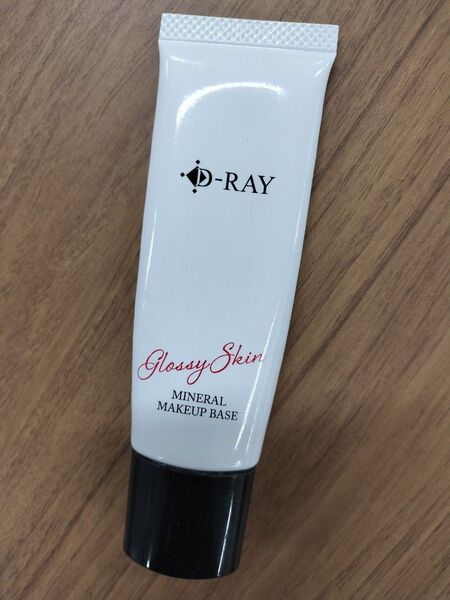 D-RAY
Glossy Skin
MINERAL
MAKEUP BASE